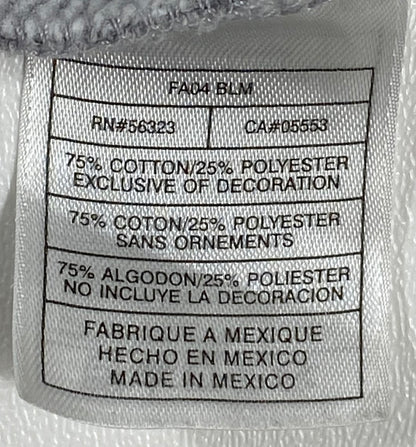 FA04 BLM
RN#56323 CA#05553
75% COTTON/25% POLYESTER
EXCLUSIVE OF DECORATION
75% COTON/25% POLYESTER
SANS ORNEMENTS
75% ALGODON/25% POLIESTER
NO INCLUYE LA DECORACION
FABRIQUE A MEXIQUE
HECHO EN MEXICO
MADE IN MEXICO